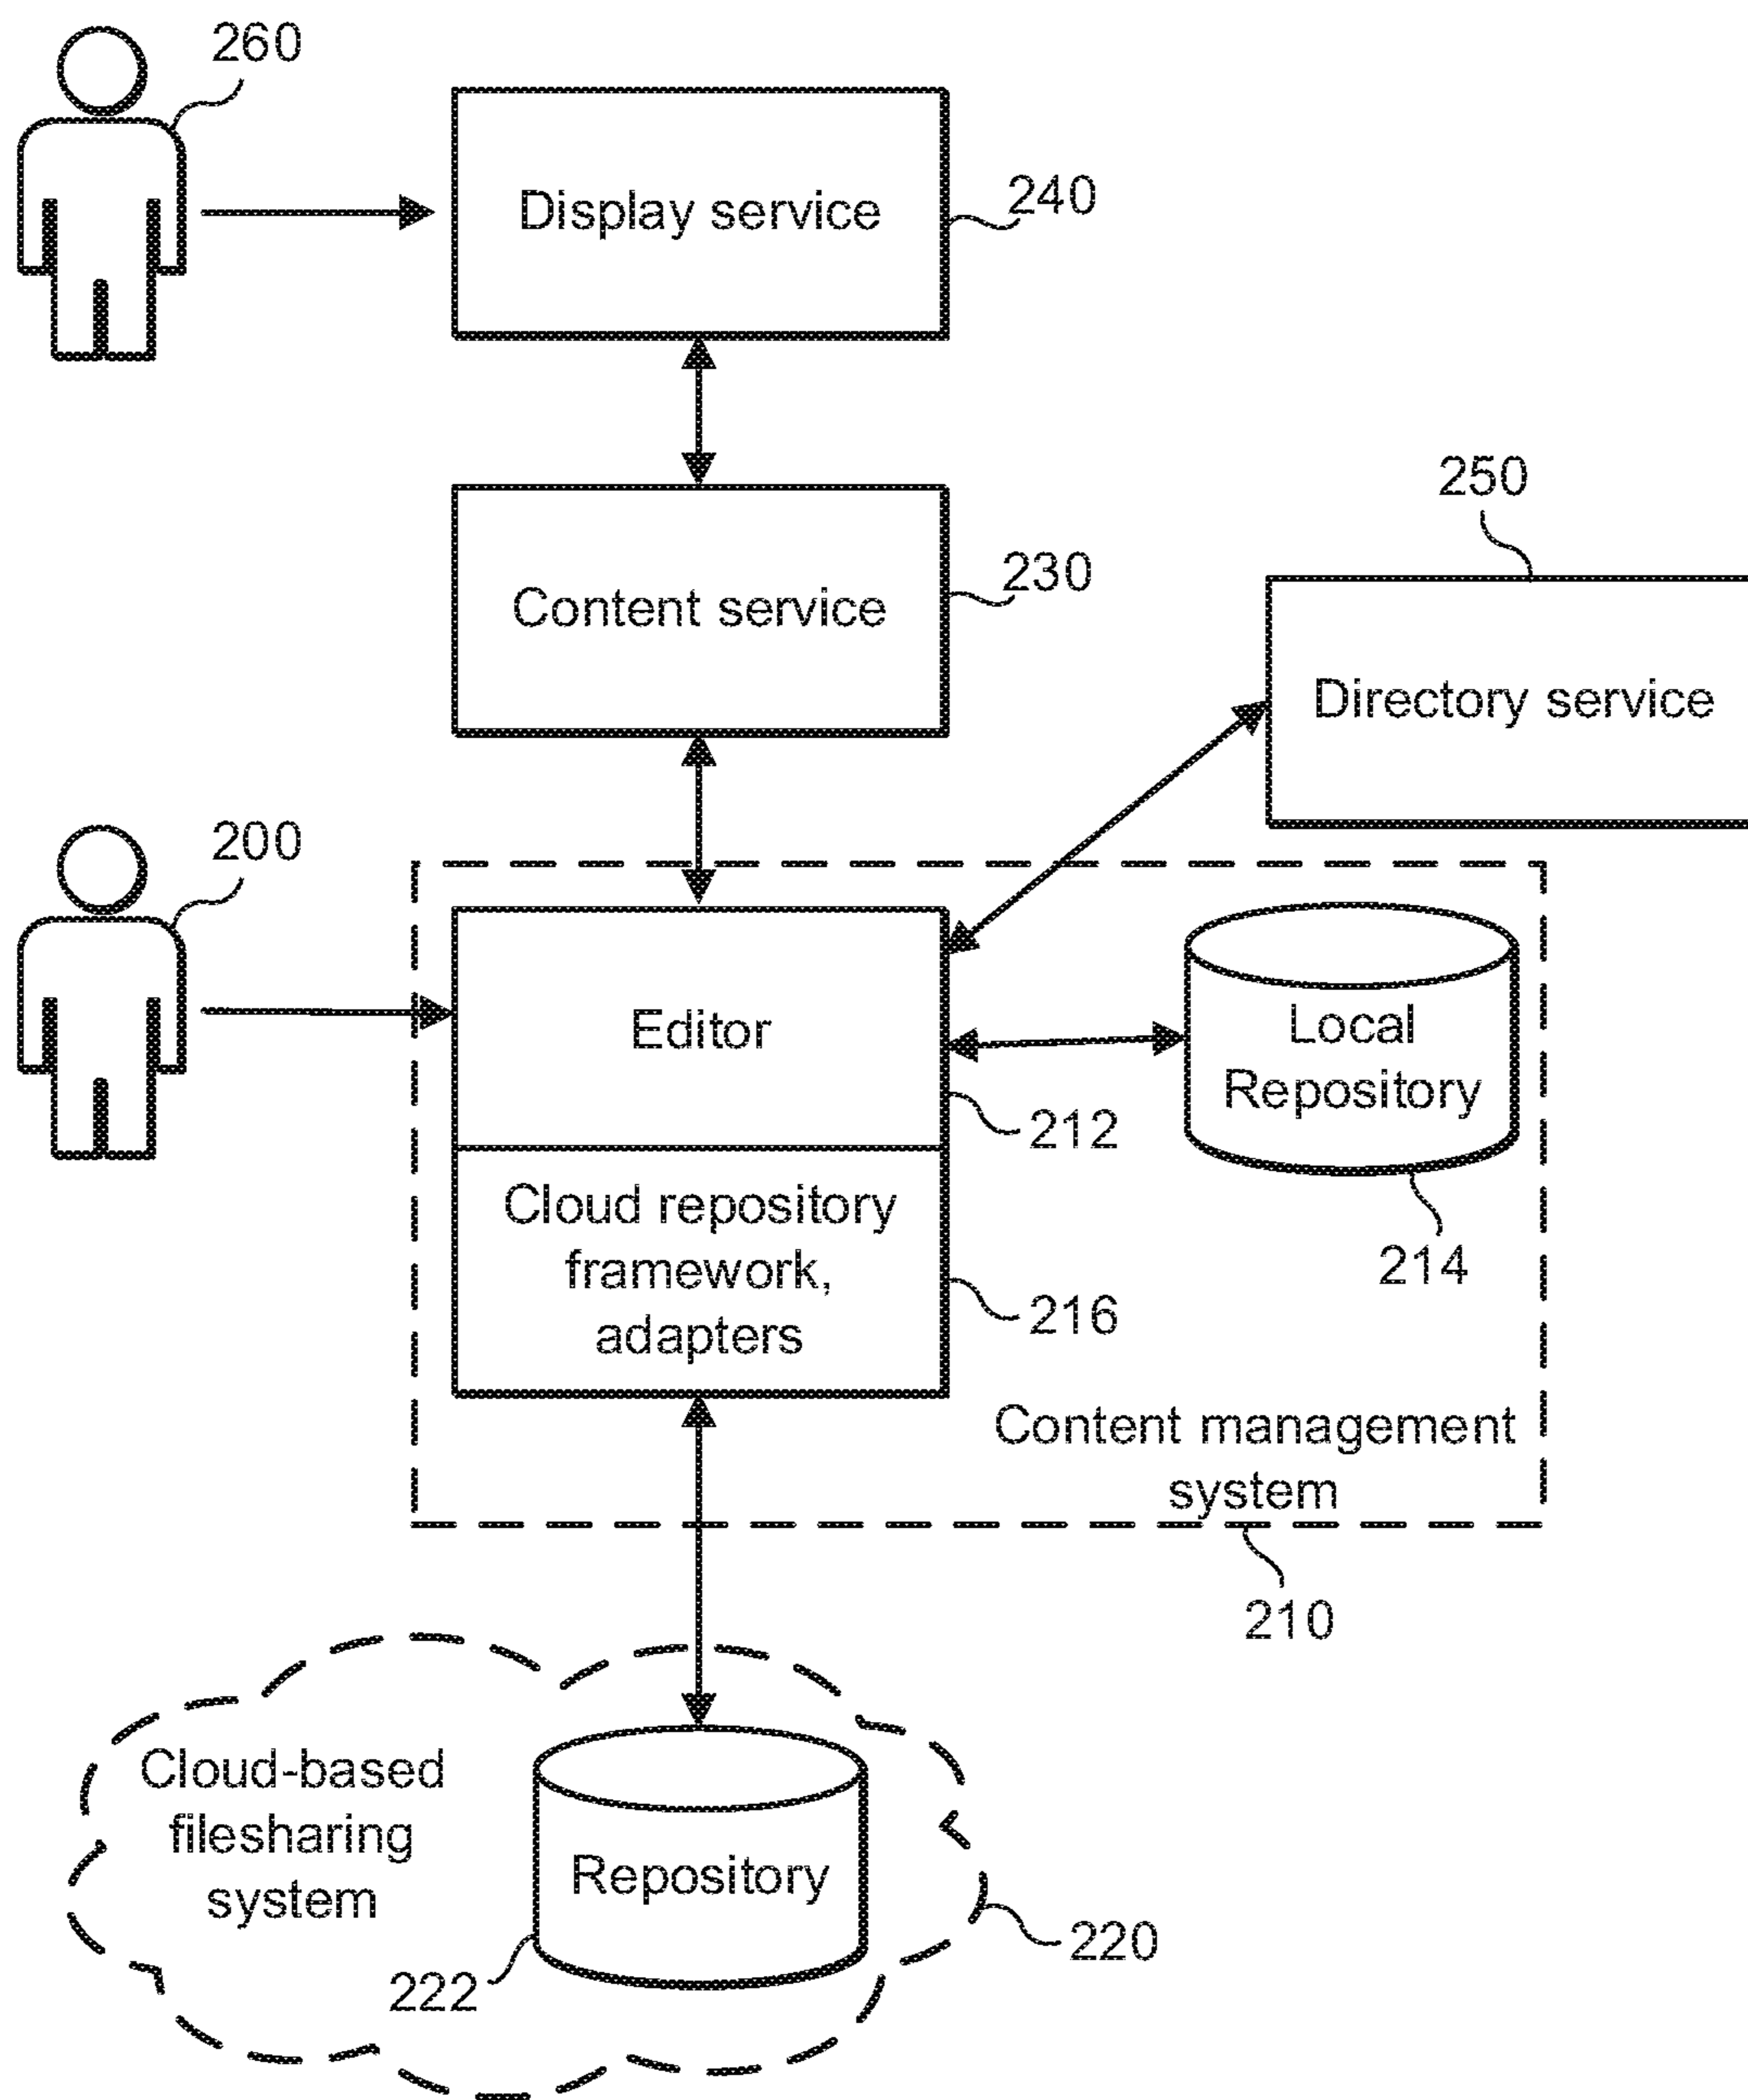 260
Display service
240
Content service
230
250
Directory service
200
Editor
212
Local
Repository
214
Cloud repository
framework,
adapters
216
Content management
system
210
Cloud-based
filesharing
system
Repository
222
220